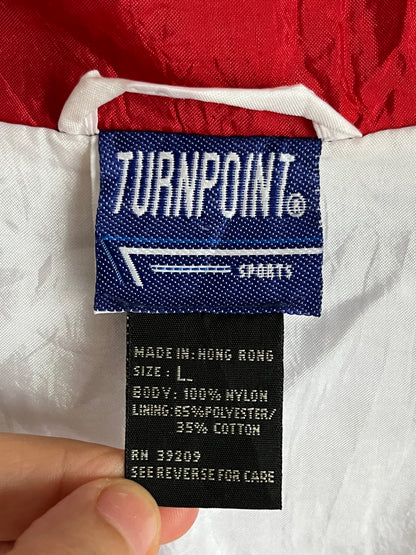 TURNPOINT®
SPORTS
MADE IN: HONG RONG
SIZE: L
BODY: 100% NYLON
LINING: 65% POLYESTER/
35% COTTON
RN 39209
SEE REVERSE FOR CARE